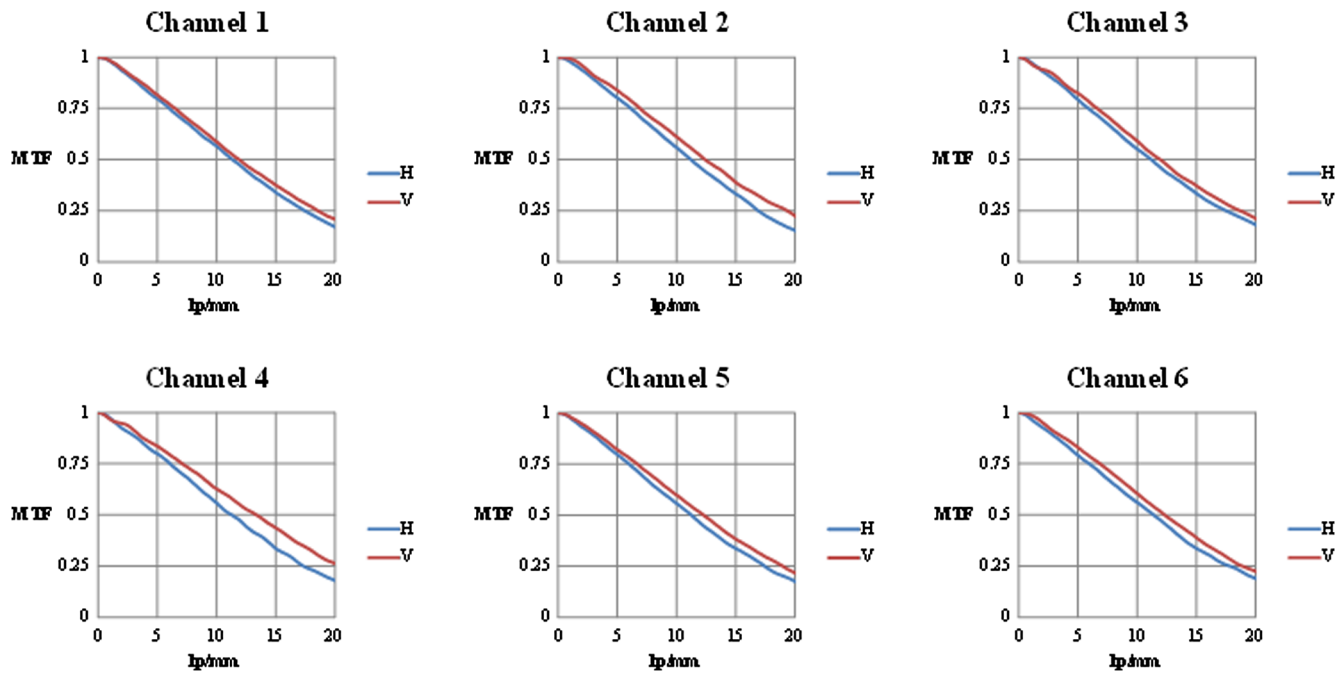 Channel 1 Channel 2 Channel 3
1 1 1
0.75 0.75 0.75
MTF 0.5 H MTF 0.5 H MTF 0.5 H
0.25 V 0.25 V 0.25 V
0 0 0
0 5 10 15 20 0 5 10 15 20 0 5 10 15 20
lp/mm lp/mm lp/mm
Channel 4 Channel 5 Channel 6
1 1 1
0.75 0.75 0.75
MTF 0.5 H MTF 0.5 H MTF 0.5 H
0.25 V 0.25 V 0.25 V
0 0 0
0 5 10 15 20 0 5 10 15 20 0 5 10 15 20
lp/mm lp/mm lp/mm